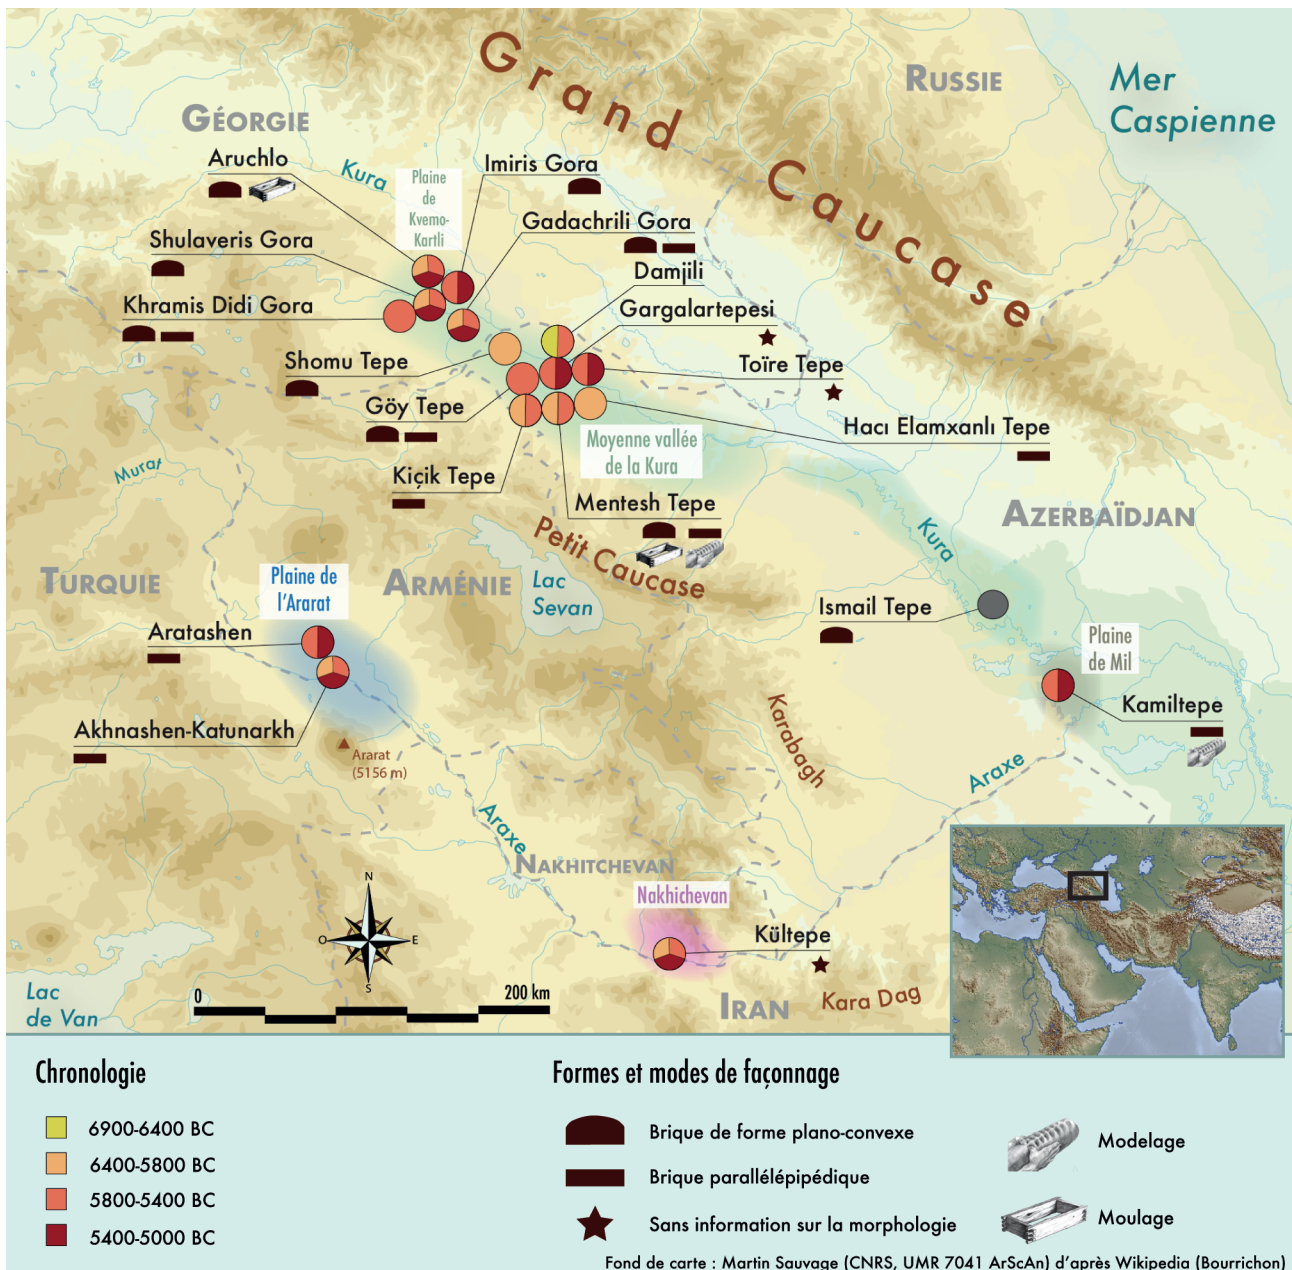 Grand Caucase
RUSSIE
Mer
Caspienne
GÉORGIE
Aruchlo
Kura
Plaine
de
Kvemo-
Kartli
Imiris Gora
Gadachrili Gora
Shulaveris Gora
Damjili
Khramis Didi Gora
Gargalartepesi
Shomu Tepe
Toïre Tepe
Göy Tepe
Hacı Elamxanlı Tepe
Moyenne vallée
de la Kura
Murat
Kiçik Tepe
Mentesh Tepe
AZERBAÏDJAN
Kura
Petit Caucase
TURQUIE
Plaine de
l'Ararat
ARMÉNIE
Lac
Sevan
Ismail Tepe
Aratashen
Plaine
de Mil
Kamiltepe
Akhnashen-Katunarkh
Ararat
(5156 m)
Karabagh
Araxe
Araxe
NAKHITCHEVAN
Nakhichevan
N
O
E
S
Kültepe
Lac
de Van
0
200 km
IRAN
Kara Dag
Chronologie
6900-6400 BC
6400-5800 BC
5800-5400 BC
5400-5000 BC
Formes et modes de façonnage
Brique de forme plano-convexe
Brique parallélépipédique
Sans information sur la morphologie
Modelage
Moulage
Fond de carte : Martin Sauvage (CNRS, UMR 7041 ArScAn) d'après Wikipedia (Bourrichon)